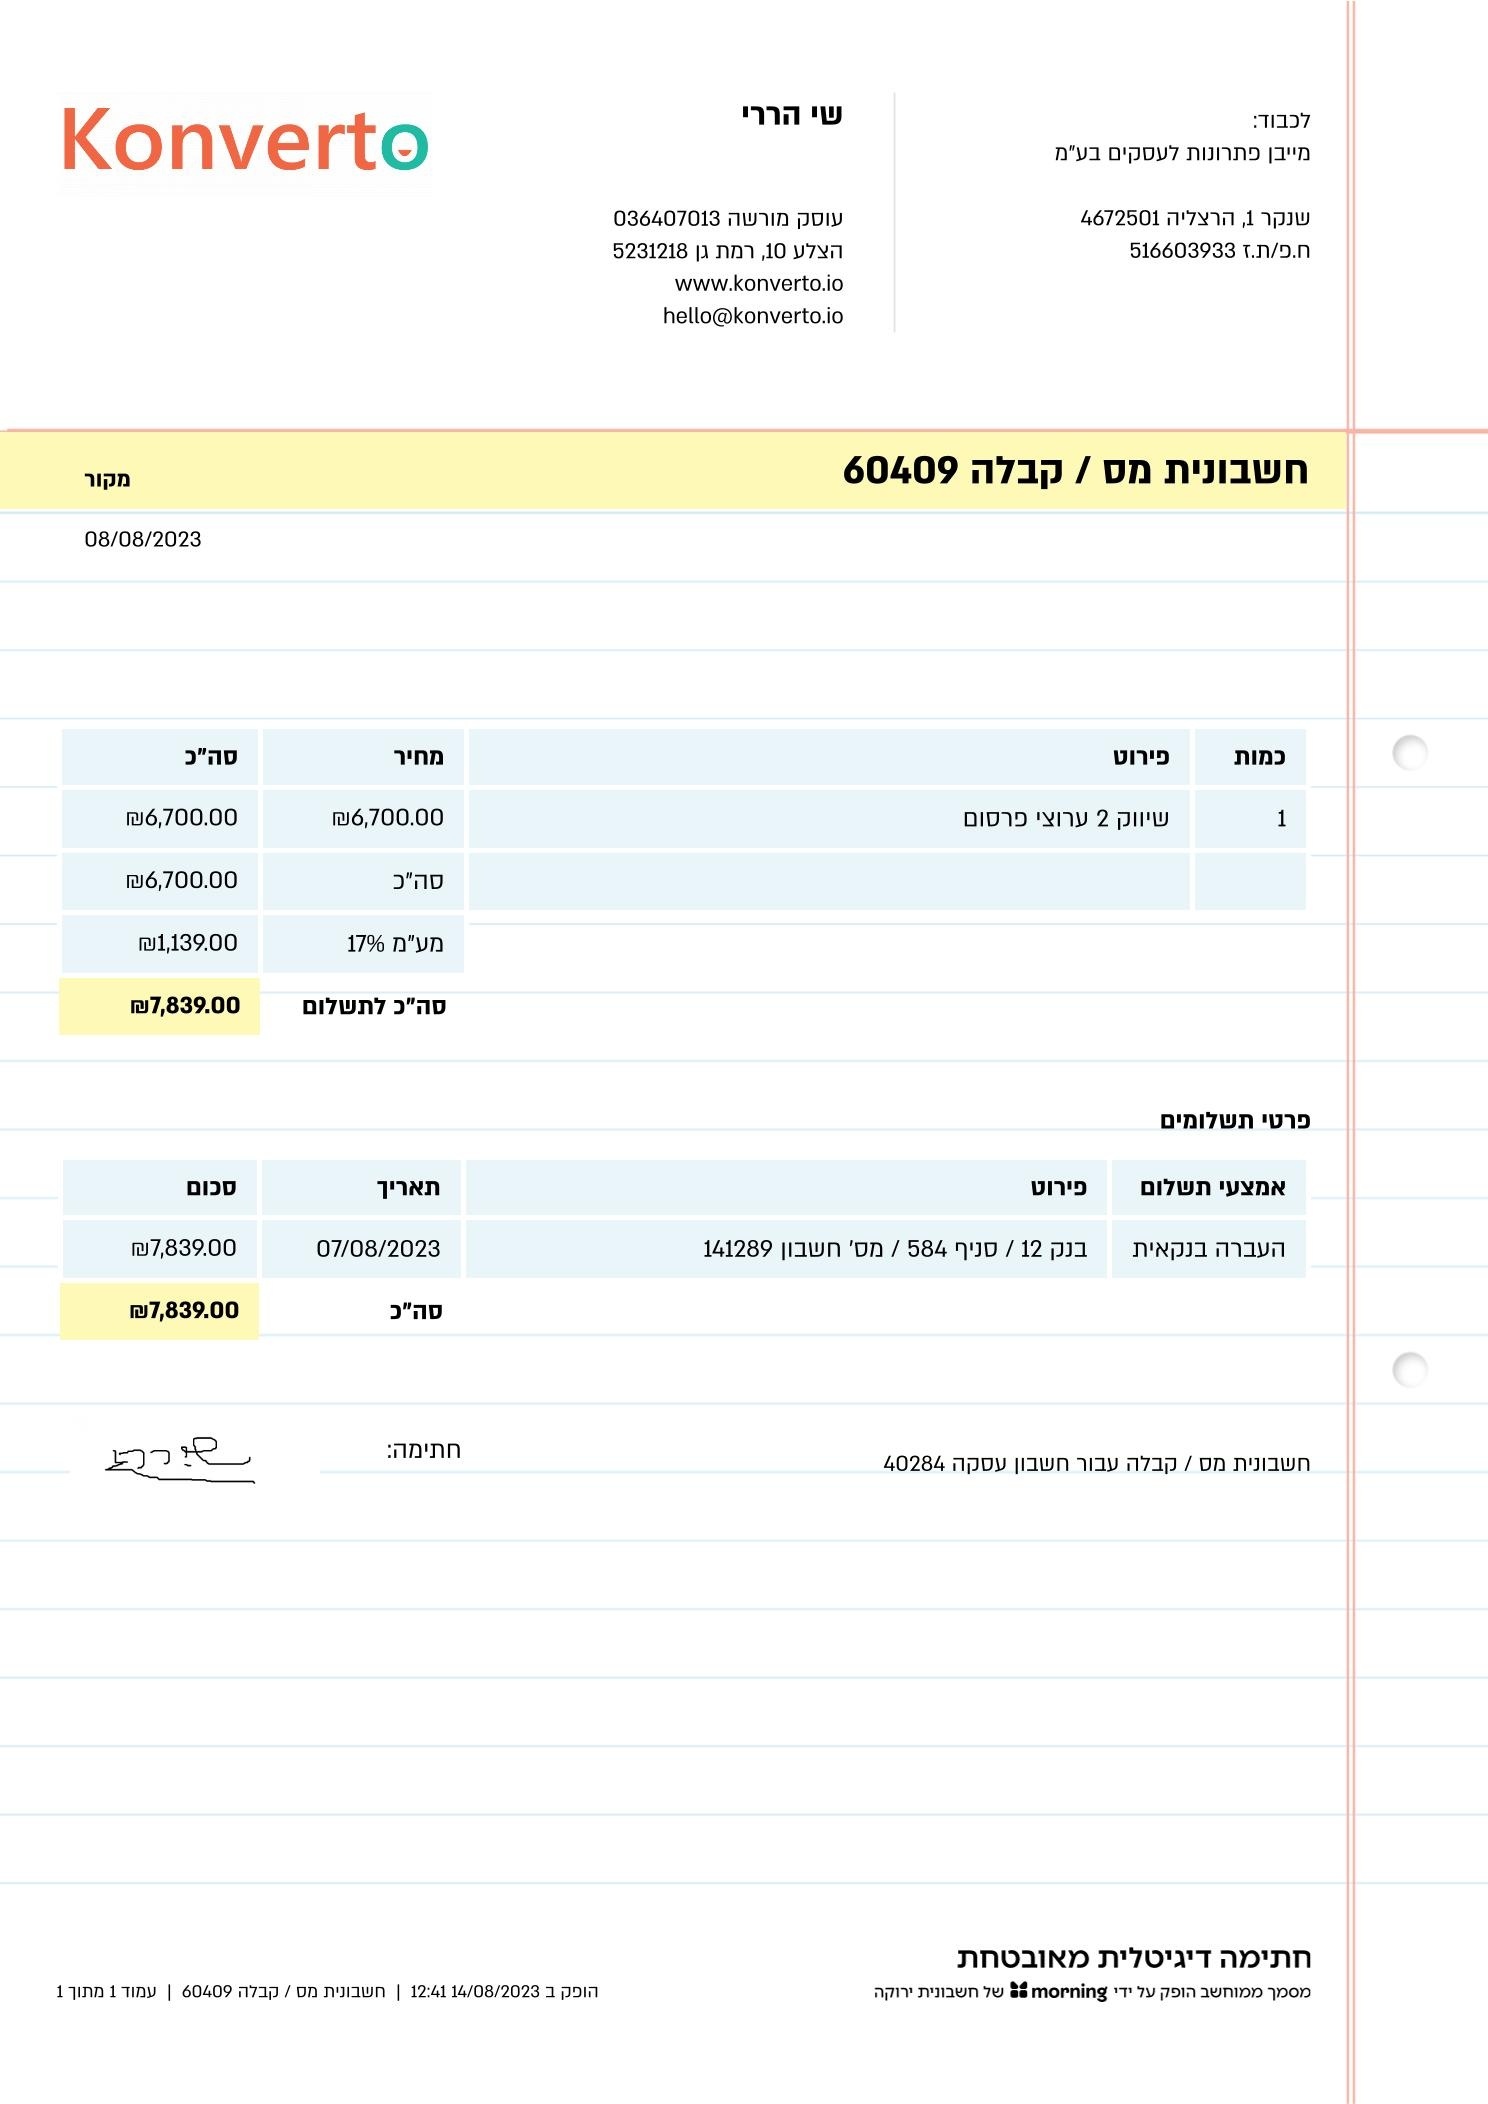 לכבוד:
מייבן פתרונות לעסקים בע"מ
שנקר 1, הרצליה 4672501
ח.פ/ת.ז 516603933
שי הררי
עוסק מורשה 036407013
הצלע 10, רמת גן 5231218
www.konverto.io
hello@konverto.io
Konverto
חשבונית מס / קבלה 60409
מקור
08/08/2023
כמות פירוט מחיר סה"כ
1 שיווק 2 ערוצי פרסום ₪6,700.00 ₪6,700.00
סה"כ ₪6,700.00
מע"מ 17% ₪1,139.00
סה"כ לתשלום ₪7,839.00
פרטי תשלומים
אמצעי תשלום פירוט תאריך סכום
העברה בנקאית בנק 12 / סניף 584 / מס' חשבון 141289 07/08/2023 ₪7,839.00
סה"כ ₪7,839.00
חשבונית מס / קבלה עבור חשבון עסקה 40284
חתימה:
חתימה דיגיטלית מאובטחת
מסמך ממוחשב הופק על ידי morning של חשבונית ירוקה
הופק ב 14/08/2023 12:41 | חשבונית מס / קבלה 60409 | עמוד 1 מתוך 1